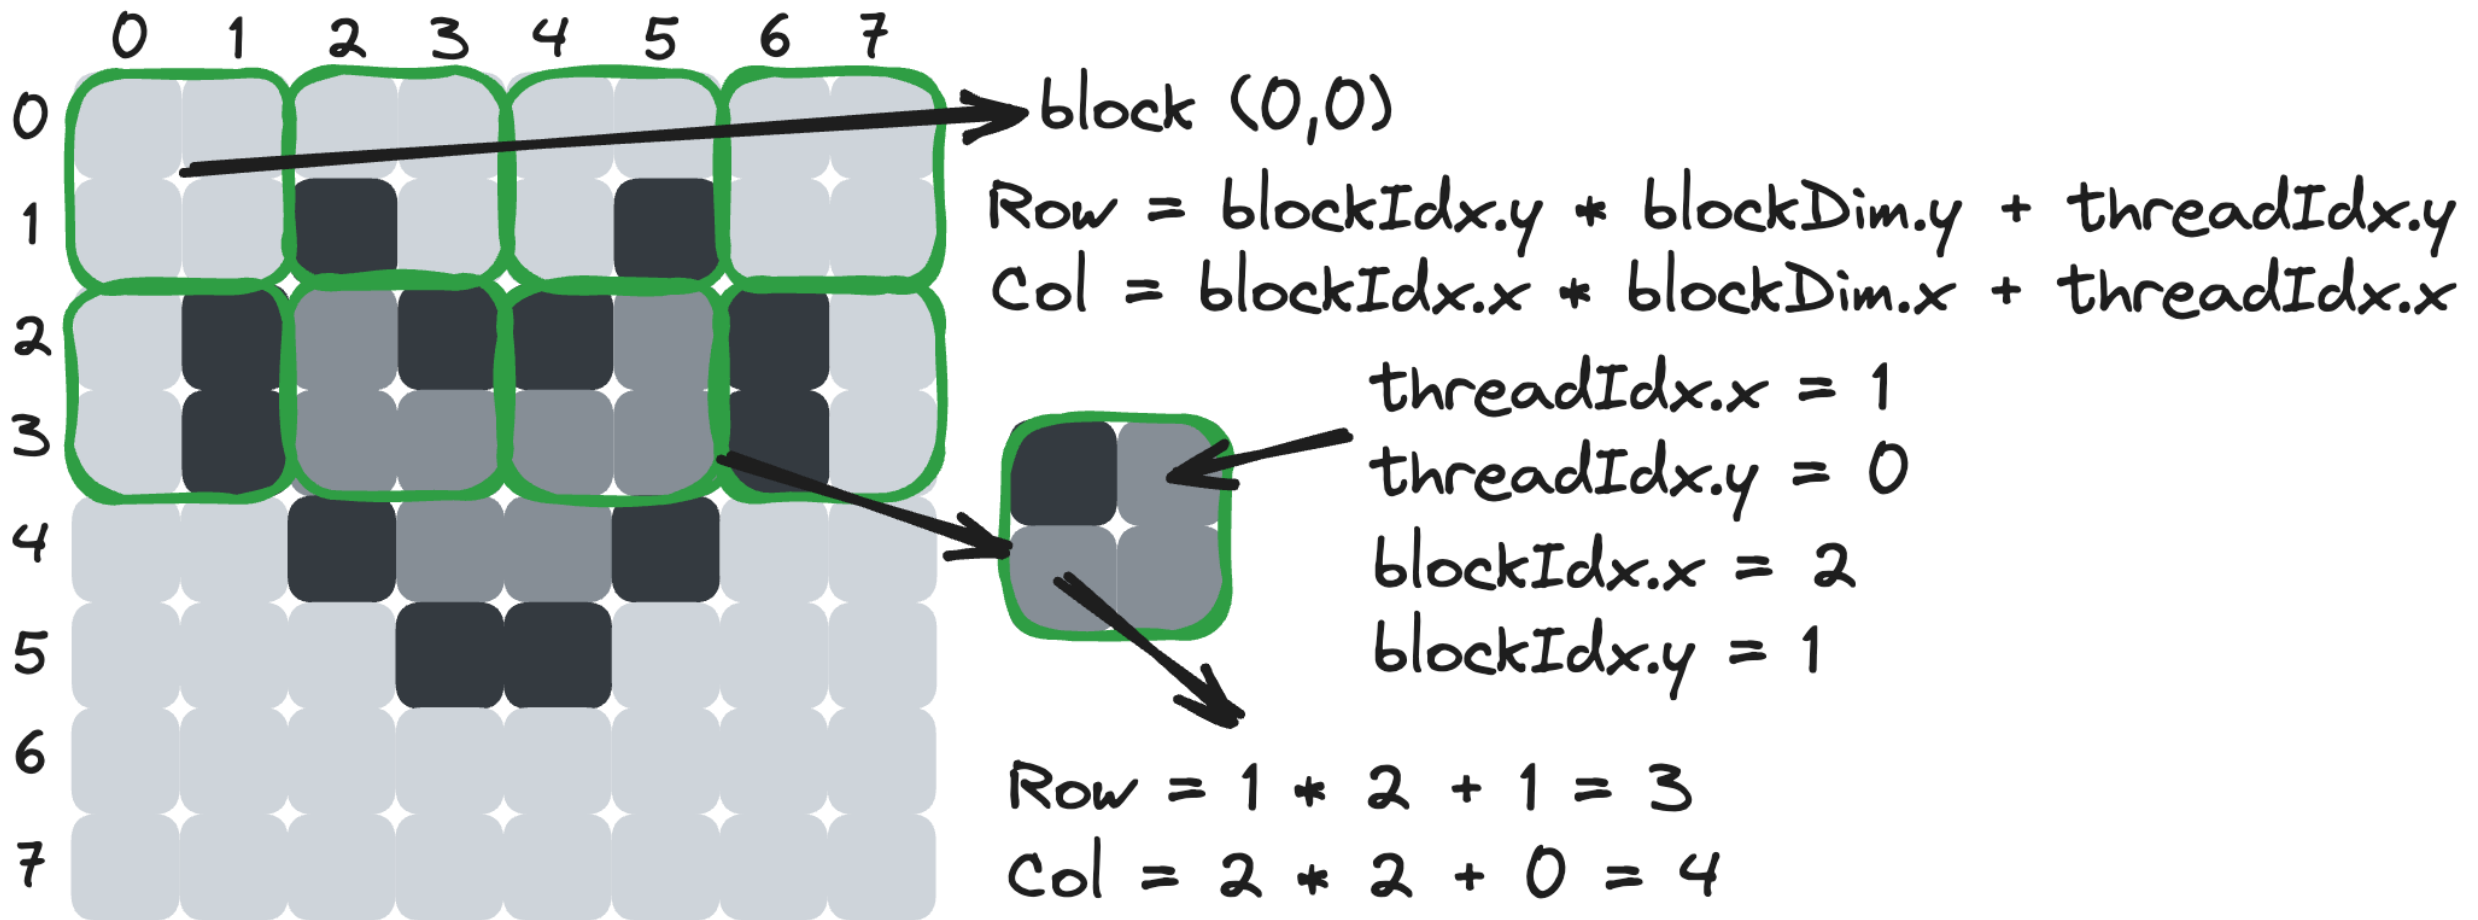 0 1 2 3 4 5 6 7
0
1
2
3
4
5
6
7
block (0,0)
Row = blockIdx.y * blockDim.y + threadIdx.y
Col = blockIdx.x * blockDim.x + threadIdx.x
threadIdx.x = 1
threadIdx.y = 0
blockIdx.x = 2
blockIdx.y = 1
Row = 1 * 2 + 1 = 3
Col = 2 * 2 + 0 = 4